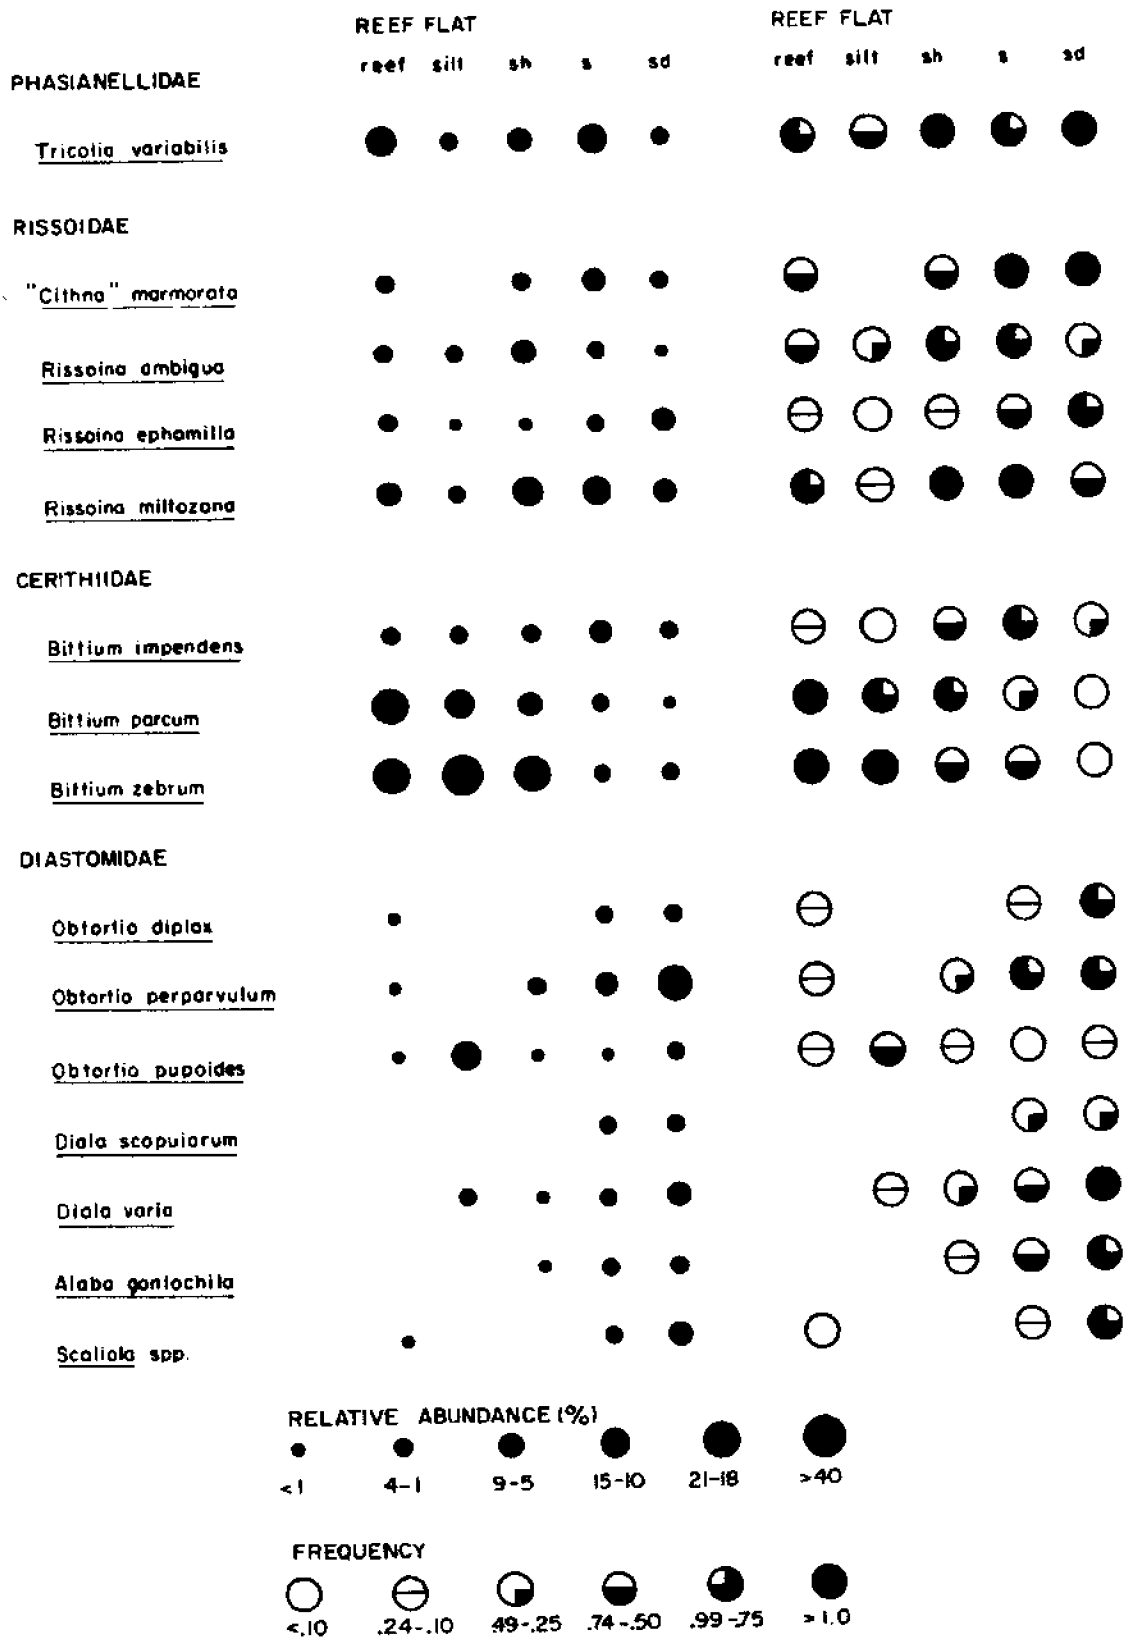 REEF FLAT REEF FLAT
reef silt sh s sd reef silt sh s sd
PHASIANELLIDAE
Tricolia variabilis
RISSOIDAE
"Cithna" marmorata
Rissoina ambigua
Rissoina ephamilla
Rissoina miltozona
CERITHIIDAE
Bittium impendens
Bittium parcum
Bittium zebrum
DIASTOMIDAE
Obtortio diplax
Obtortio perparvulum
Obtortio pupoides
Diala scopulorum
Diala varia
Alaba goniochila
Scaliola spp.
RELATIVE ABUNDANCE (%)
<1 4-1 9-5 15-10 21-18 >40
FREQUENCY
<.10 .24-.10 .49-.25 .74-.50 .99-.75 >1.0